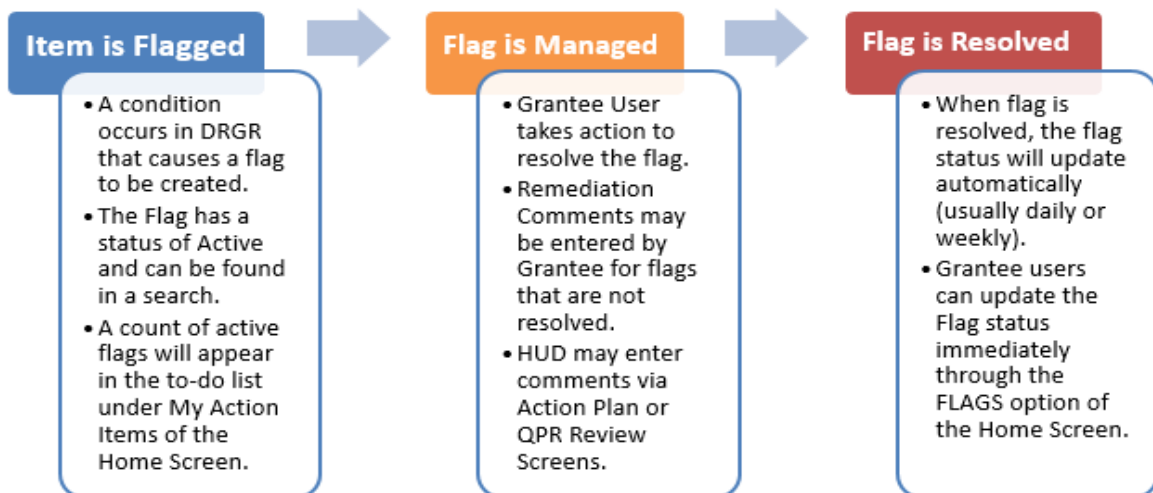 Item is Flagged
• A condition
occurs in DRGR
that causes a flag
to be created.
• The Flag has a
status of Active
and can be found
in a search.
• A count of active
flags will appear
in the to-do list
under My Action
Items of the
Home Screen.
Flag is Managed
• Grantee User
takes action to
resolve the flag.
• Remediation
Comments may
be entered by
Grantee for flags
that are not
resolved.
• HUD may enter
comments via
Action Plan or
QPR Review
Screens.
Flag is Resolved
• When flag is
resolved, the flag
status will update
automatically
(usually daily or
weekly).
• Grantee users
can update the
Flag status
immediately
through the
FLAGS option of
the Home Screen.